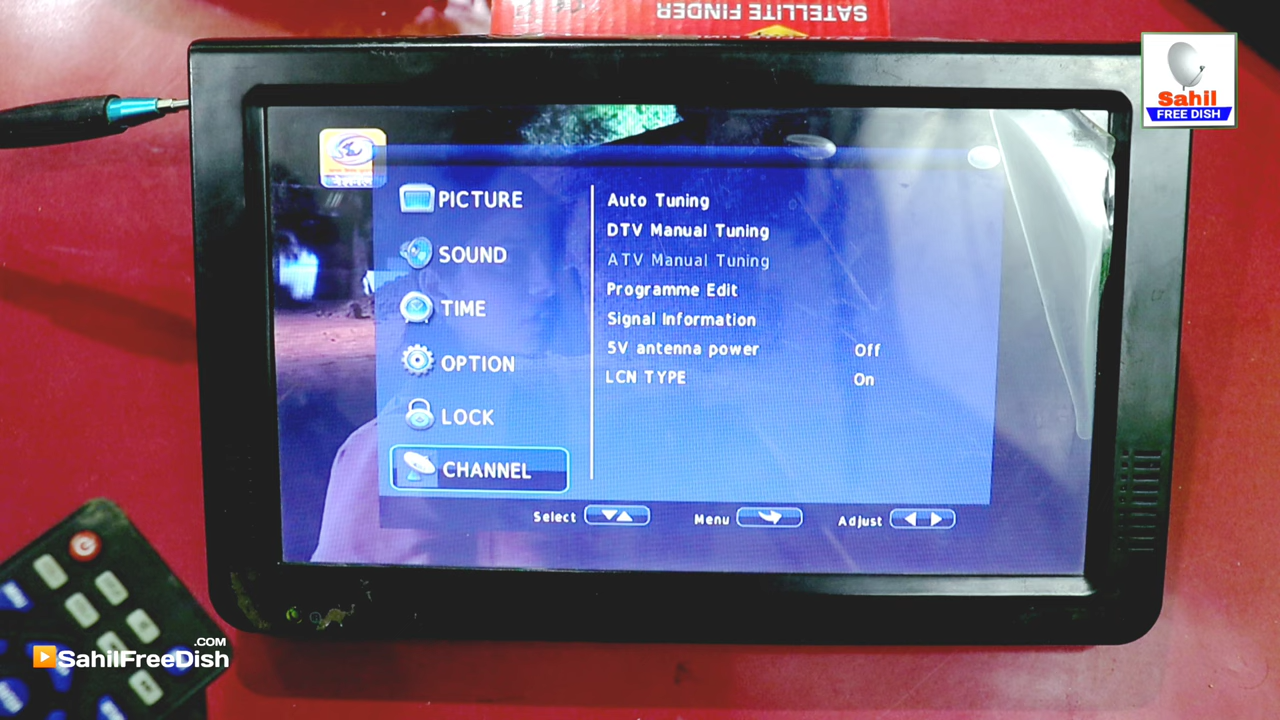 SATELLITE FINDER
Sahil
FREE DISH
PICTURE
SOUND
TIME
OPTION
LOCK
CHANNEL
Auto Tuning
DTV Manual Tuning
ATV Manual Tuning
Programme Edit
Signal Information
5V antenna power Off
LCN TYPE On
Select Menu Adjust
.COM
SahilFreeDish